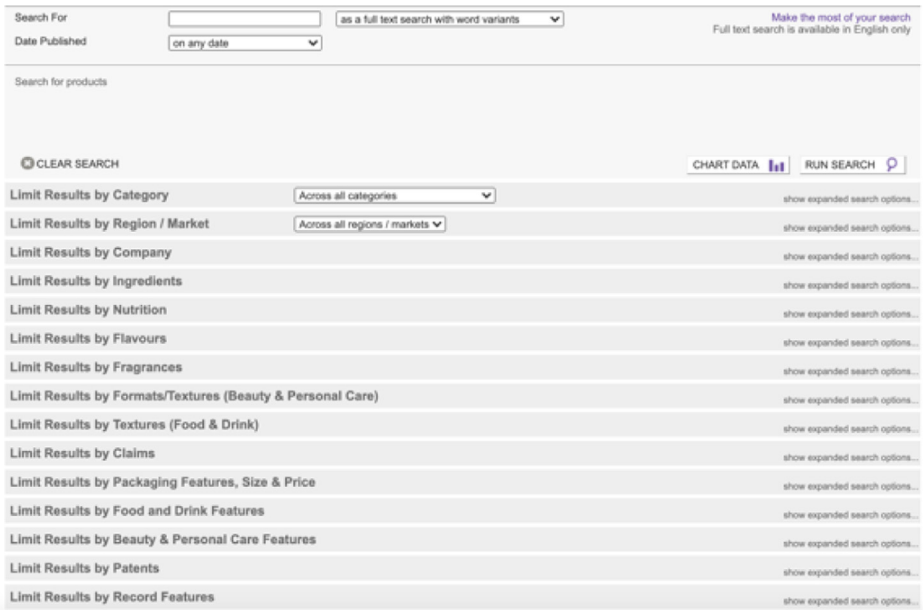 Search For as a full text search with word variants Make the most of your search
Full text search is available in English only
Date Published on any date
Search for products
CLEAR SEARCH CHART DATA RUN SEARCH
Limit Results by Category Across all categories show expanded search options...
Limit Results by Region / Market Across all regions / markets show expanded search options...
Limit Results by Company show expanded search options...
Limit Results by Ingredients show expanded search options...
Limit Results by Nutrition show expanded search options...
Limit Results by Flavours show expanded search options...
Limit Results by Fragrances show expanded search options...
Limit Results by Formats/Textures (Beauty & Personal Care) show expanded search options...
Limit Results by Textures (Food & Drink) show expanded search options...
Limit Results by Claims show expanded search options...
Limit Results by Packaging Features, Size & Price show expanded search options...
Limit Results by Food and Drink Features show expanded search options...
Limit Results by Beauty & Personal Care Features show expanded search options...
Limit Results by Patents show expanded search options...
Limit Results by Record Features show expanded search options...